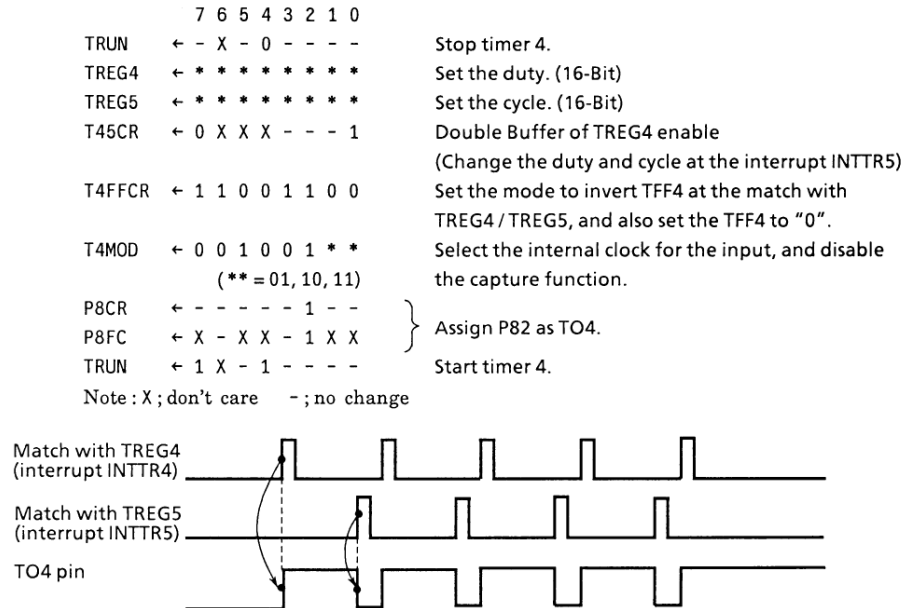 7 6 5 4 3 2 1 0
TRUN ← - X - 0 - - - - Stop timer 4.
TREG4 ← * * * * * * * * Set the duty. (16-Bit)
TREG5 ← * * * * * * * * Set the cycle. (16-Bit)
T45CR ← 0 X X X - - - 1 Double Buffer of TREG4 enable
(Change the duty and cycle at the interrupt INTTR5)
T4FFCR ← 1 1 0 0 1 1 0 0 Set the mode to invert TFF4 at the match with
TREG4 / TREG5, and also set the TFF4 to "0".
T4MOD ← 0 0 1 0 0 1 * * Select the internal clock for the input, and disable
(** = 01, 10, 11) the capture function.
P8CR ← - - - - - 1 - -
P8FC ← X - X X - 1 X X } Assign P82 as TO4.
TRUN ← 1 X - 1 - - - - Start timer 4.
Note : X ; don't care - ; no change
Match with TREG4
(interrupt INTTR4)
Match with TREG5
(interrupt INTTR5)
TO4 pin